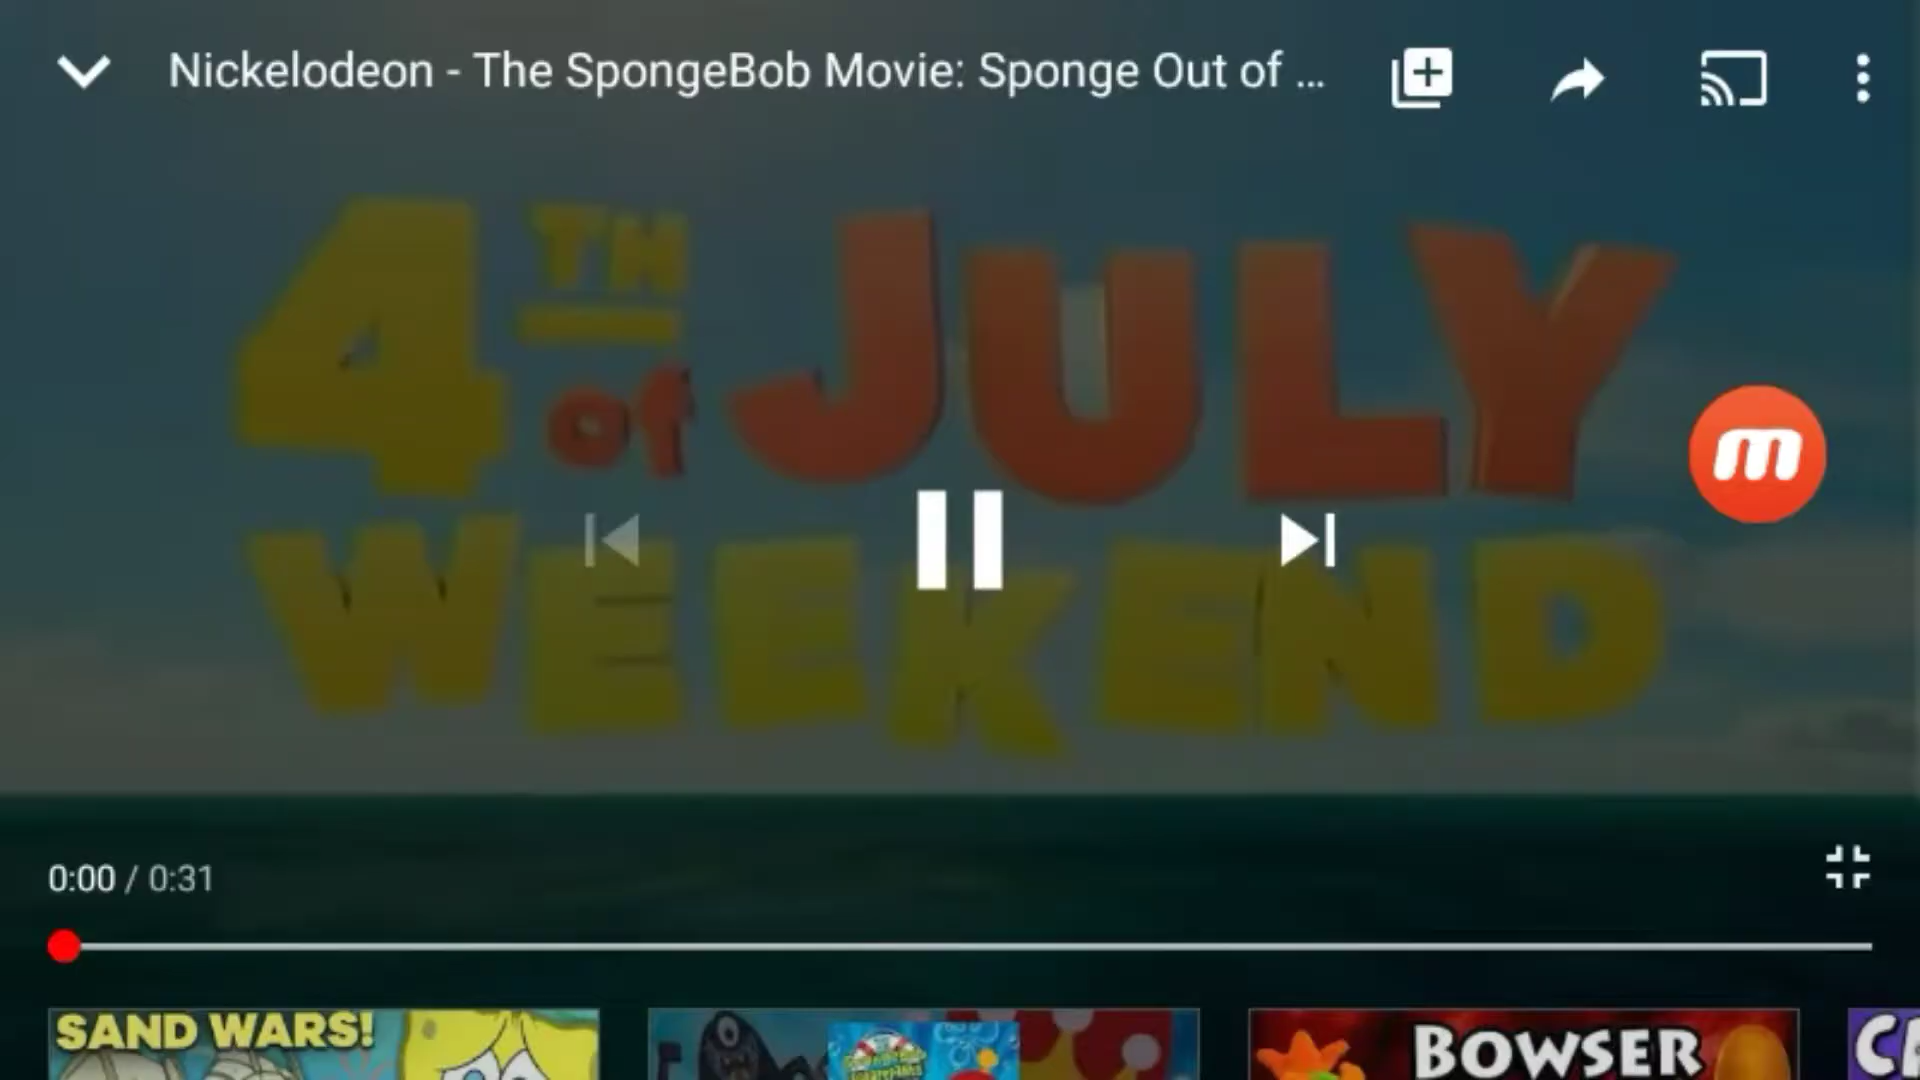 Nickelodeon - The SpongeBob Movie: Sponge Out of ...
4TH of JULY
WEEKEND
m
0:00 / 0:31
SAND WARS!
BOWSER